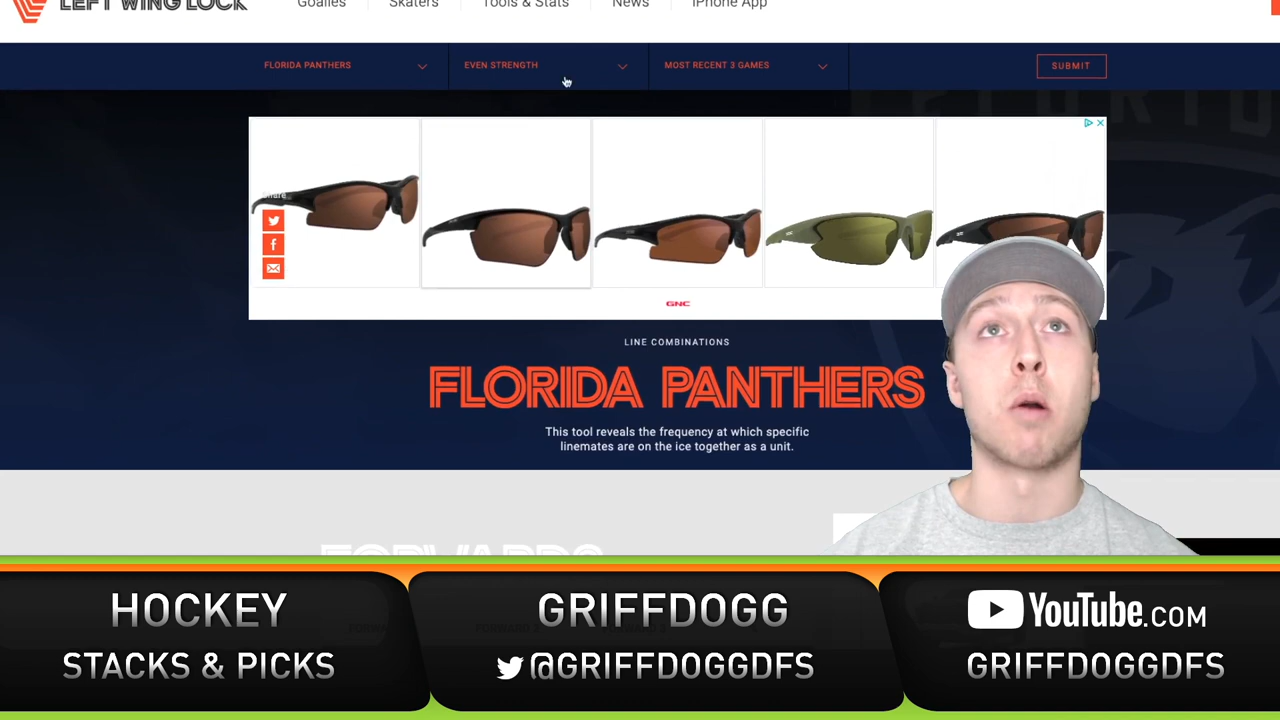 LEFT WING LOCK
Goalies
Skaters
Tools & Stats
News
iPhone App
FLORIDA PANTHERS
EVEN STRENGTH
MOST RECENT 3 GAMES
SUBMIT
Share
GNC
LINE COMBINATIONS
FLORIDA PANTHERS
This tool reveals the frequency at which specific
linemates are on the ice together as a unit.
FORWARDS
HOCKEY
STACKS & PICKS
GRIFFDOGG
@GRIFFDOGGDFS
YouTube.COM
GRIFFDOGGDFS